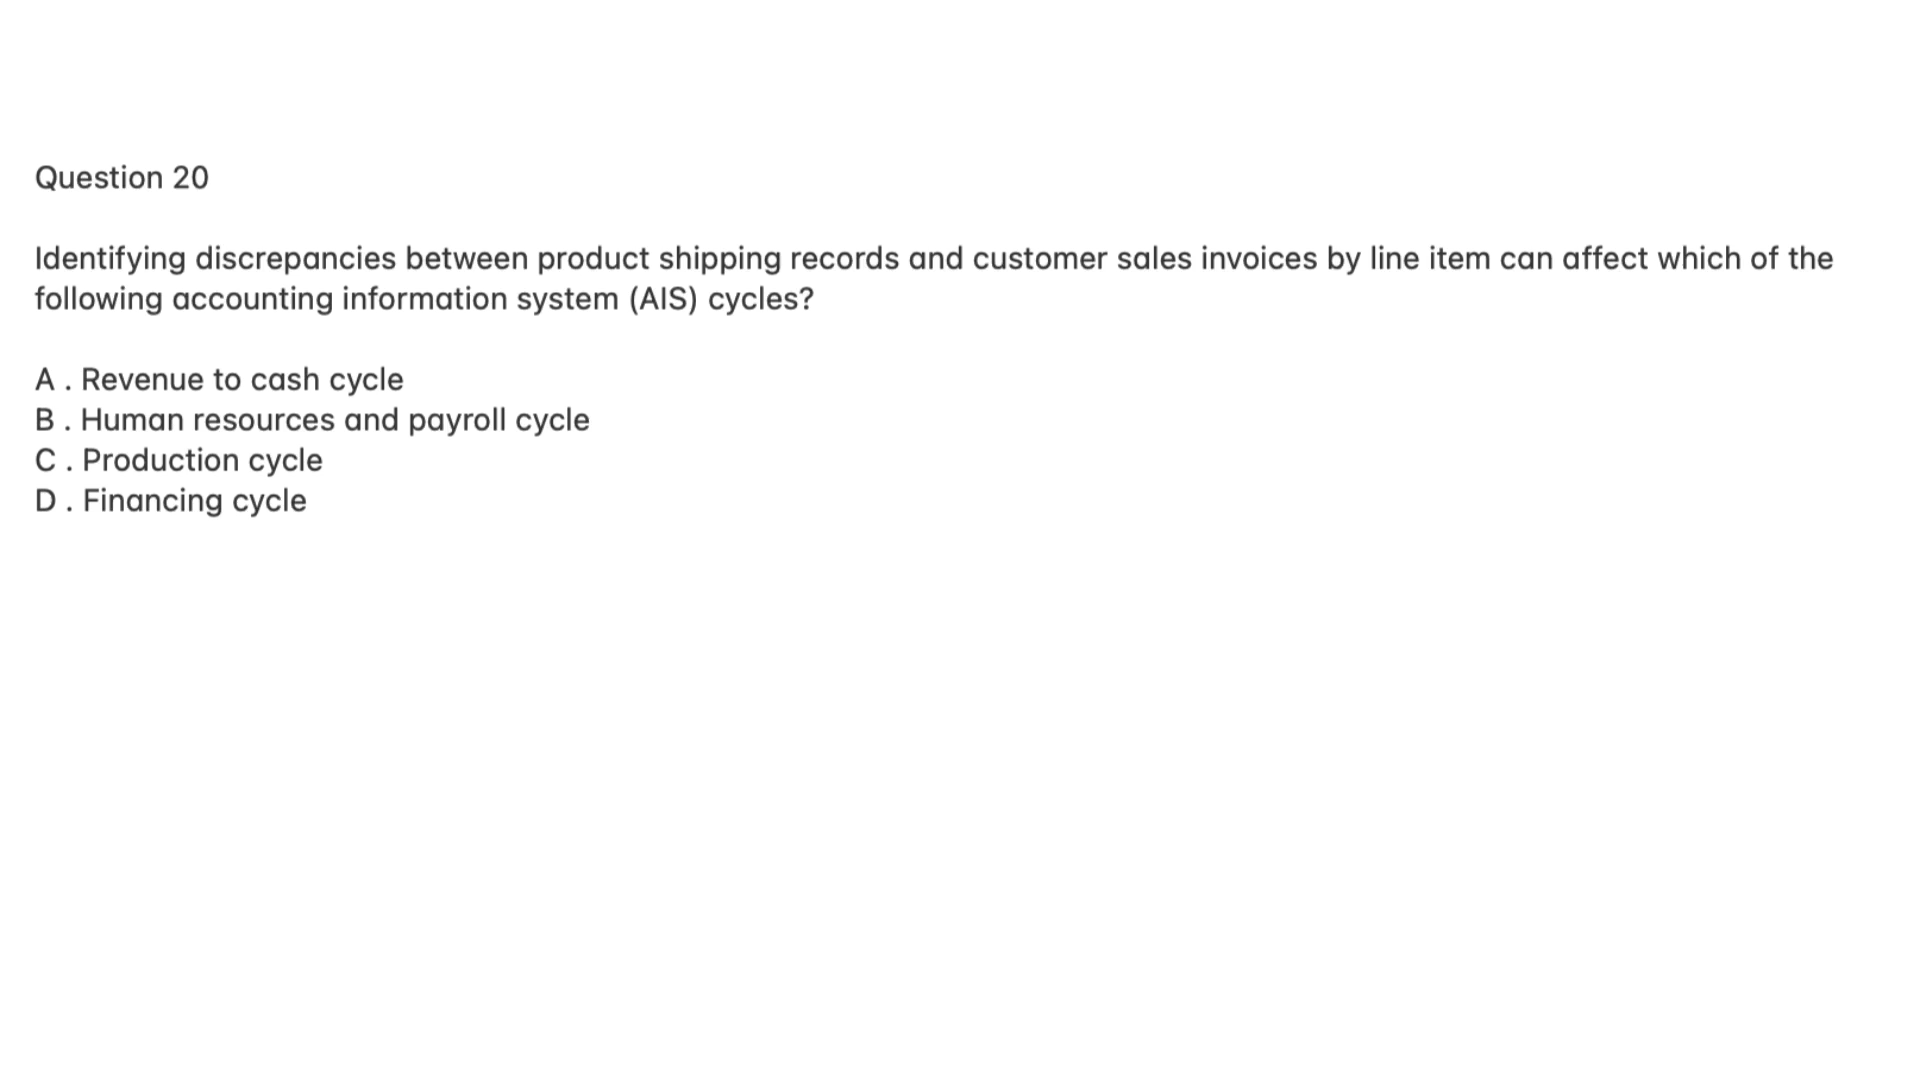 Question 20
Identifying discrepancies between product shipping records and customer sales invoices by line item can affect which of the
following accounting information system (AIS) cycles?
A . Revenue to cash cycle
B . Human resources and payroll cycle
C . Production cycle
D . Financing cycle